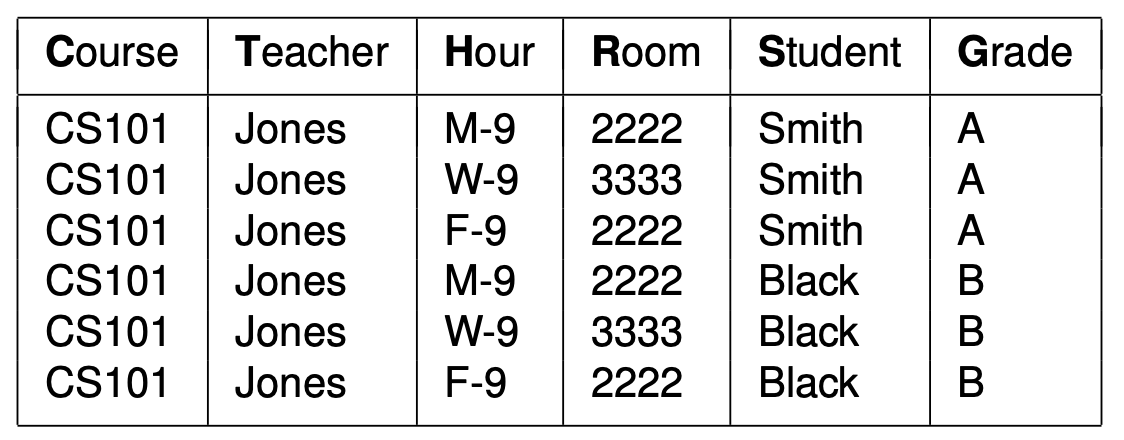 Course Teacher Hour Room Student Grade
CS101 Jones M-9 2222 Smith A
CS101 Jones W-9 3333 Smith A
CS101 Jones F-9 2222 Smith A
CS101 Jones M-9 2222 Black B
CS101 Jones W-9 3333 Black B
CS101 Jones F-9 2222 Black B